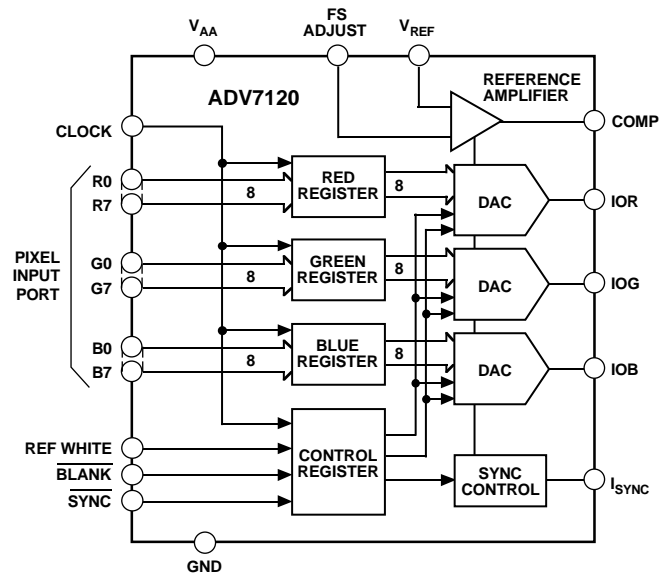 FS
ADJUST
VAA
VREF
ADV7120
REFERENCE
AMPLIFIER
CLOCK
COMP
R0
R7
8
RED
REGISTER
8
DAC
IOR
PIXEL
INPUT
PORT
G0
G7
8
GREEN
REGISTER
8
DAC
IOG
B0
B7
8
BLUE
REGISTER
8
DAC
IOB
REF WHITE
BLANK
SYNC
CONTROL
REGISTER
SYNC
CONTROL
ISYNC
GND